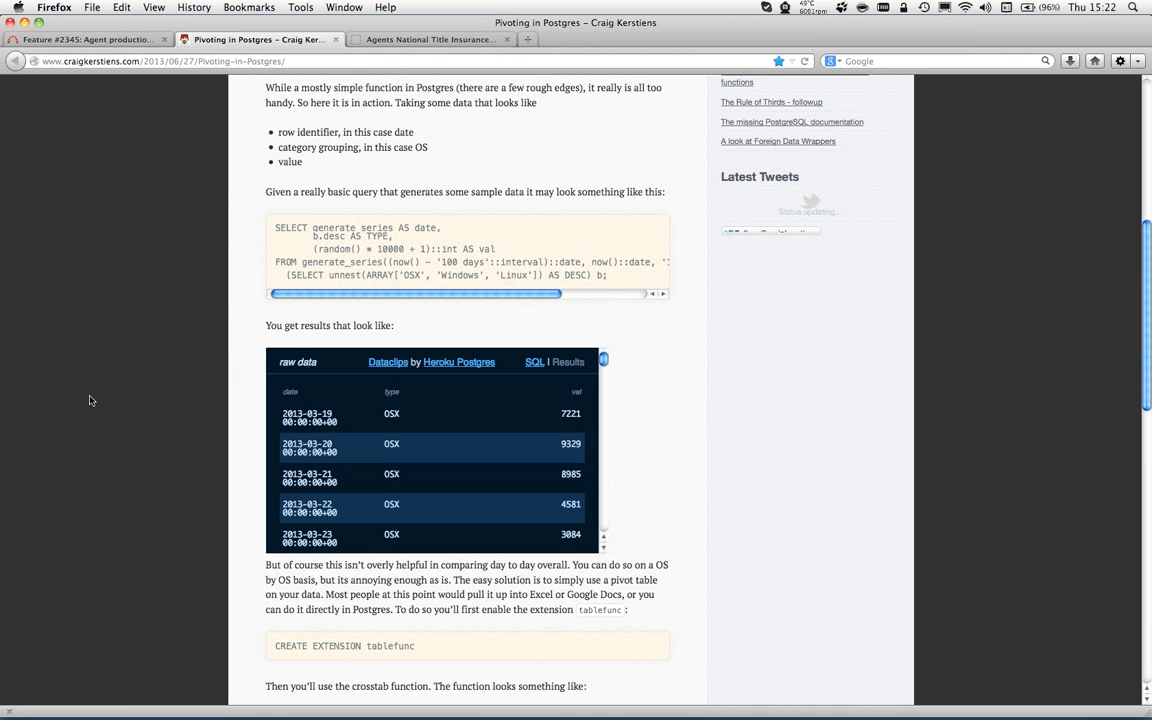 Firefox File Edit View History Bookmarks Tools Window Help
49°C
6001rpm
(96%) Thu 15:22
Pivoting in Postgres – Craig Kerstiens
Feature #2345: Agent productio...
Pivoting in Postgres – Craig Ker...
Agents National Title Insurance...
www.craigkerstiens.com/2013/06/27/Pivoting-in-Postgres/
Google
While a mostly simple function in Postgres (there are a few rough edges), it really is all too
handy. So here it is in action. Taking some data that looks like
row identifier, in this case date
category grouping, in this case OS
value
Given a really basic query that generates some sample data it may look something like this:
SELECT generate_series AS date,
b.desc AS TYPE,
(random() * 10000 + 1)::int AS val
FROM generate_series((now() - '100 days'::interval)::date, now()::date, '
(SELECT unnest(ARRAY['OSX', 'Windows', 'Linux']) AS DESC) b;
You get results that look like:
raw data Dataclips by Heroku Postgres SQL | Results
date type val
2013-03-19 OSX 7221
00:00:00+00
2013-03-20 OSX 9329
00:00:00+00
2013-03-21 OSX 8985
00:00:00+00
2013-03-22 OSX 4581
00:00:00+00
2013-03-23 OSX 3084
00:00:00+00
But of course this isn't overly helpful in comparing day to day overall. You can do so on a OS
by OS basis, but its annoying enough as is. The easy solution is to simply use a pivot table
on your data. Most people at this point would pull it up into Excel or Google Docs, or you
can do it directly in Postgres. To do so you'll first enable the extension tablefunc:
CREATE EXTENSION tablefunc
Then you'll use the crosstab function. The function looks something like:
functions
The Rule of Thirds - followup
The missing PostgreSQL documentation
A look at Foreign Data Wrappers
Latest Tweets
Status updating...